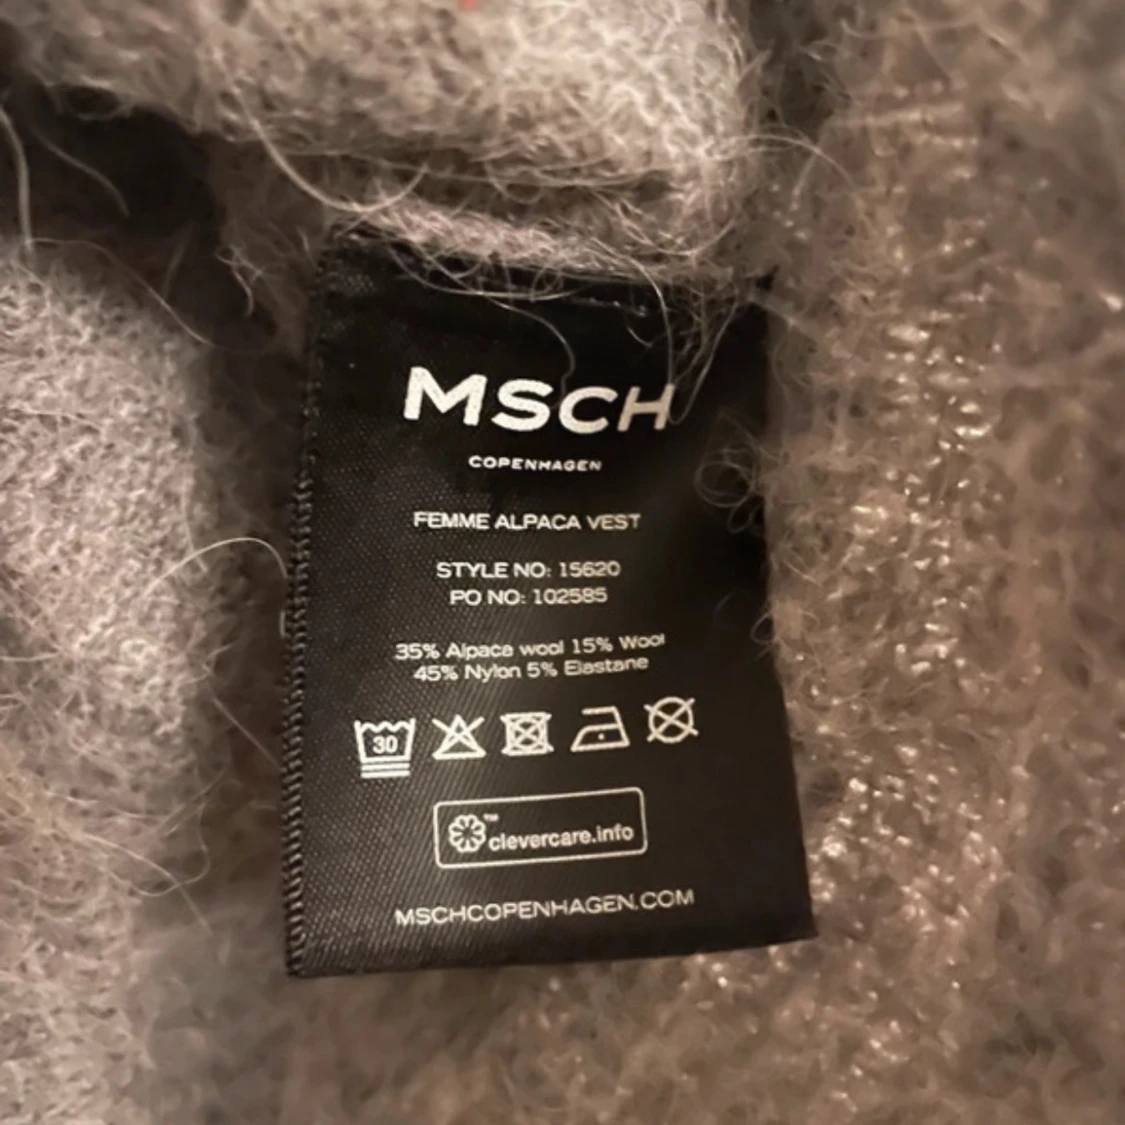 MSCH
COPENHAGEN
FEMME ALPACA VEST
STYLE NO: 15620
PO NO: 102585
35% Alpaca wool 15% Wool
45% Nylon 5% Elastane
30
™
clevercare.info
MSCHCOPENHAGEN.COM